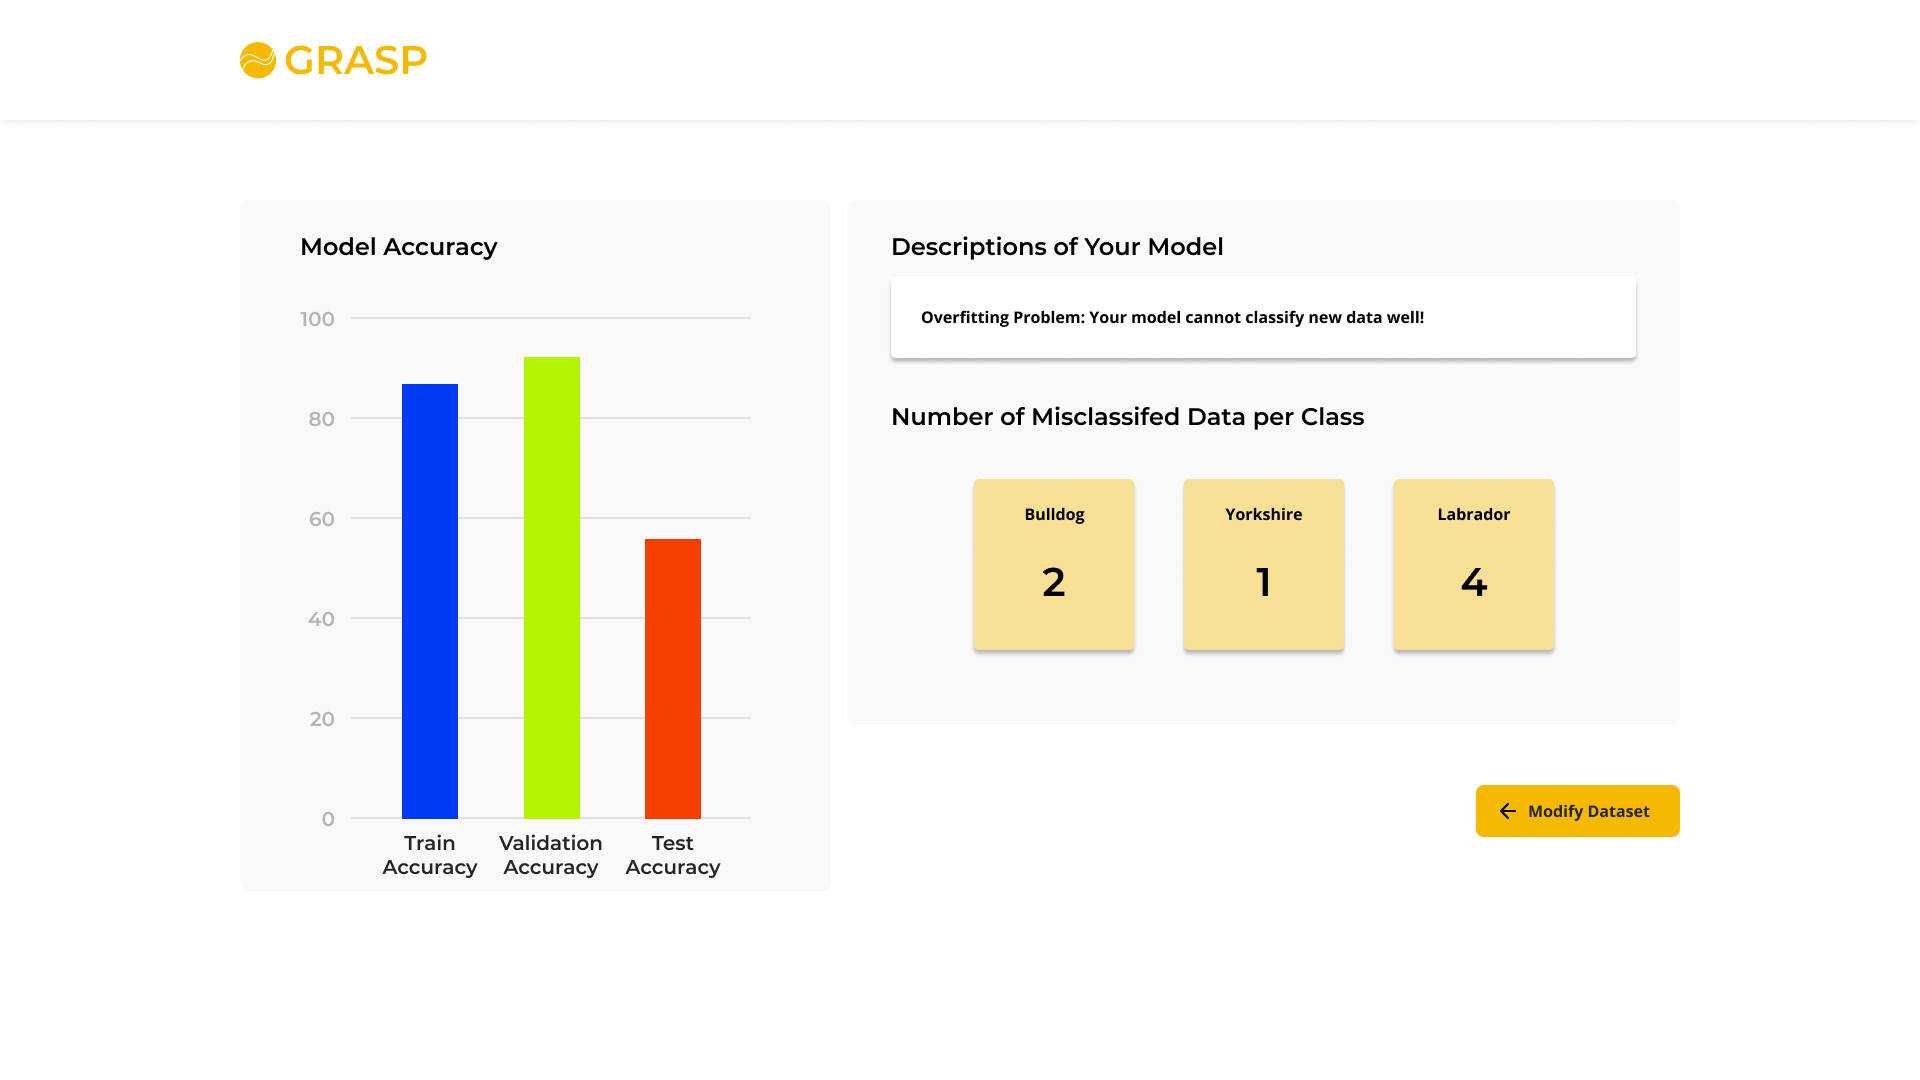 GRASP
Model Accuracy
100
80
60
40
20
0
Train
Accuracy
Validation
Accuracy
Test
Accuracy
Descriptions of Your Model
Overfitting Problem: Your model cannot classify new data well!
Number of Misclassifed Data per Class
Bulldog
2
Yorkshire
1
Labrador
4
Modify Dataset